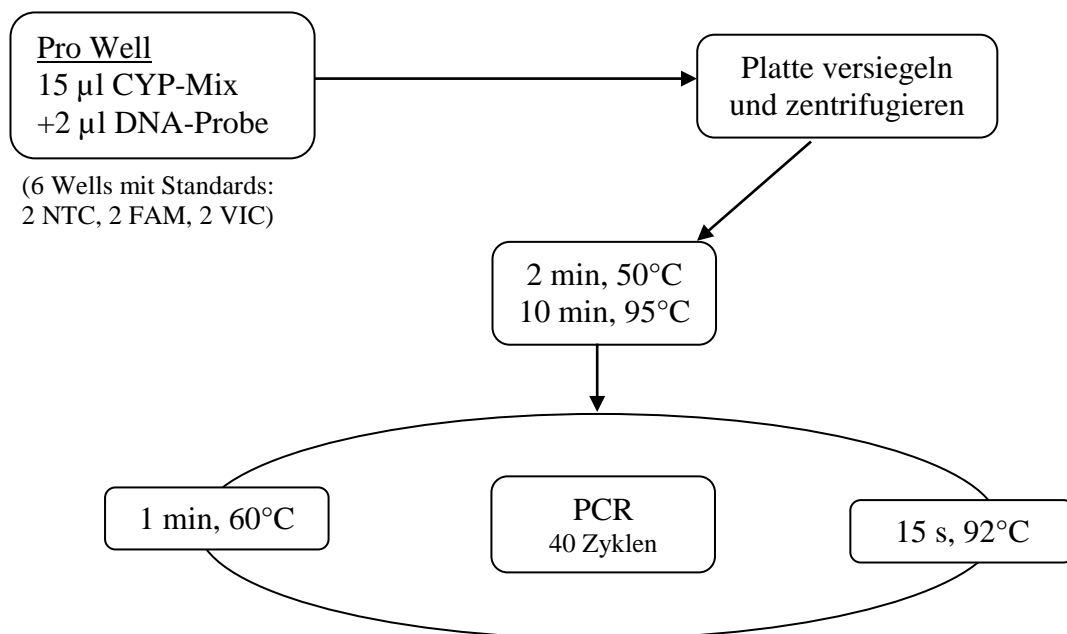 Pro Well
15 µl CYP-Mix
+2 µl DNA-Probe
(6 Wells mit Standards:
2 NTC, 2 FAM, 2 VIC)
Platte versiegeln
und zentrifugieren
2 min, 50°C
10 min, 95°C
1 min, 60°C
PCR
40 Zyklen
15 s, 92°C